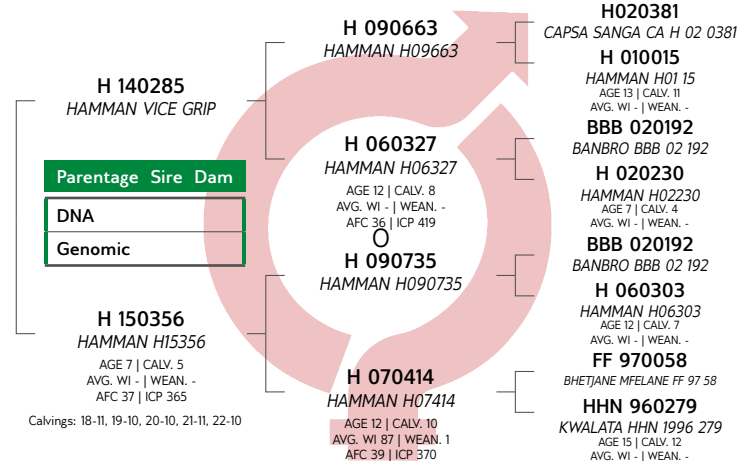 H 140285
HAMMAN VICE GRIP
Parentage Sire Dam
DNA
Genomic
H 150356
HAMMAN H15356
AGE 7 | CALV. 5
AVG. WI - | WEAN. -
AFC 37 | ICP 365
Calvings: 18-11, 19-10, 20-10, 21-11, 22-10
H 090663
HAMMAN H09663
H 060327
HAMMAN H06327
AGE 12 | CALV. 8
AVG. WI - | WEAN. -
AFC 36 | ICP 419
O
H 090735
HAMMAN H090735
H 070414
HAMMAN H07414
AGE 12 | CALV. 10
AVG. WI 87 | WEAN. 1
AFC 39 | ICP 370
H020381
CAPSA SANGA CA H 02 0381
H 010015
HAMMAN H01 15
AGE 13 | CALV. 11
AVG. WI - | WEAN. -
BBB 020192
BANBRO BBB 02 192
H 020230
HAMMAN H02230
AGE 7 | CALV. 4
AVG. WI - | WEAN. -
BBB 020192
BANBRO BBB 02 192
H 060303
HAMMAN H06303
AGE 12 | CALV. 7
AVG. WI - | WEAN. -
FF 970058
BHETJANE MFELANE FF 97 58
HHN 960279
KWALATA HHN 1996 279
AGE 15 | CALV. 12
AVG. WI - | WEAN. -